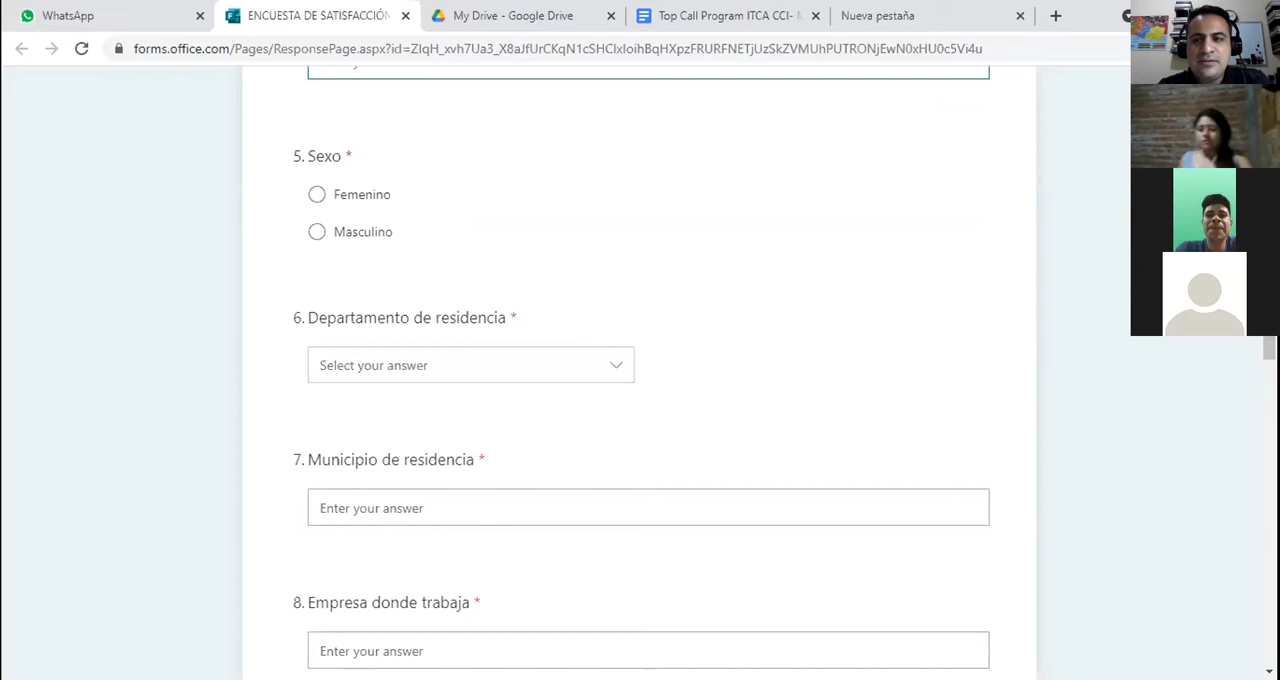 WhatsApp
ENCUESTA DE SATISFACCIÓN
My Drive - Google Drive
Top Call Program ITCA CCI- M
Nueva pestaña
forms.office.com/Pages/ResponsePage.aspx?id=ZIqH_xvh7Ua3_X8aJfUrCKqN1cSHClxIoihBqHXpzFRURFNETjUzSkZVMUhPUTRONjEwN0xHU0c5Vi4u
5. Sexo *
Femenino
Masculino
6. Departamento de residencia *
Select your answer
7. Municipio de residencia *
Enter your answer
8. Empresa donde trabaja *
Enter your answer